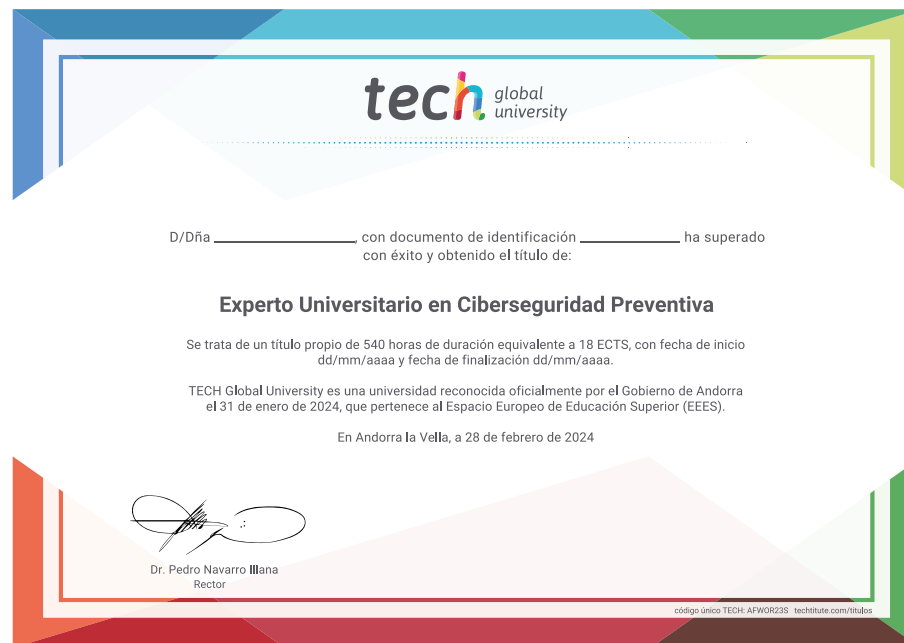 tech global
university
D/Dña ____________, con documento de identificación ____________ ha superado
con éxito y obtenido el título de:
Experto Universitario en Ciberseguridad Preventiva
Se trata de un título propio de 540 horas de duración equivalente a 18 ECTS, con fecha de inicio
dd/mm/aaaa y fecha de finalización dd/mm/aaaa.
TECH Global University es una universidad reconocida oficialmente por el Gobierno de Andorra
el 31 de enero de 2024, que pertenece al Espacio Europeo de Educación Superior (EEES).
En Andorra la Vella, a 28 de febrero de 2024
Dr. Pedro Navarro Illana
Rector
código único TECH: AFWOR23S techtitute.com/titulos